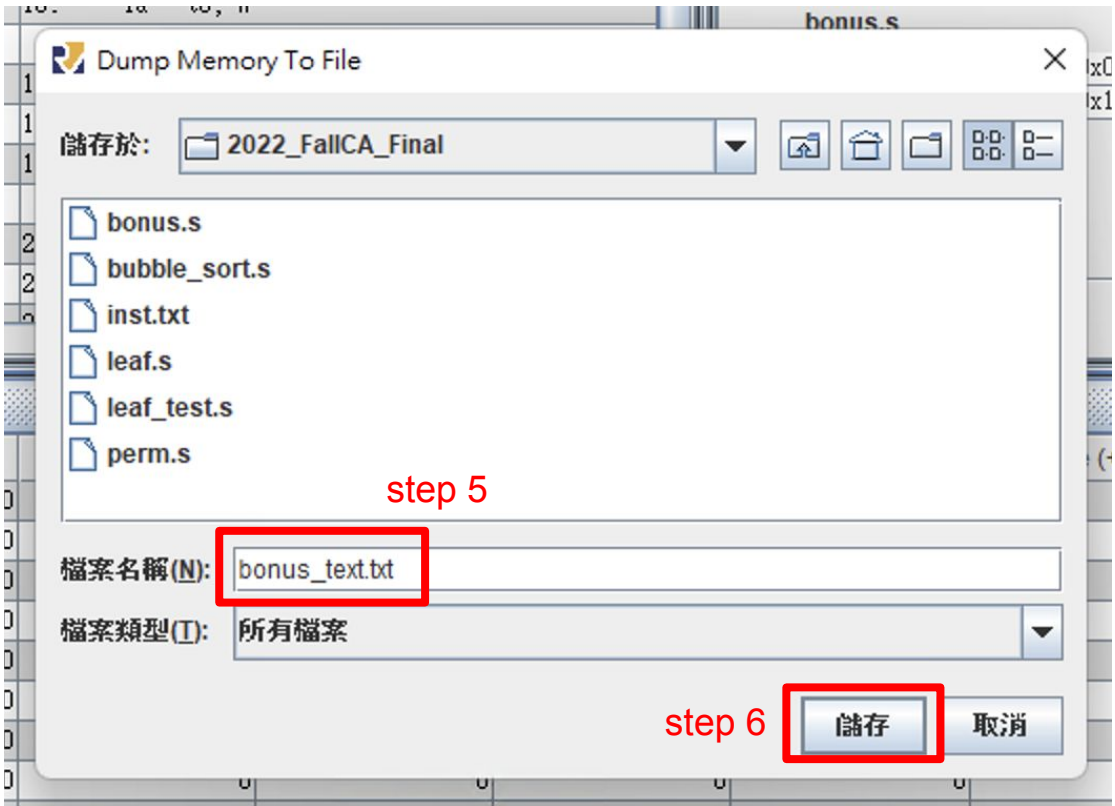 bonus.s
Dump Memory To File
儲存於:
2022_FallCA_Final
bonus.s
bubble_sort.s
inst.txt
leaf.s
leaf_test.s
perm.s
step 5
檔案名稱(N):
bonus_text.txt
檔案類型(T):
所有檔案
step 6
儲存
取消